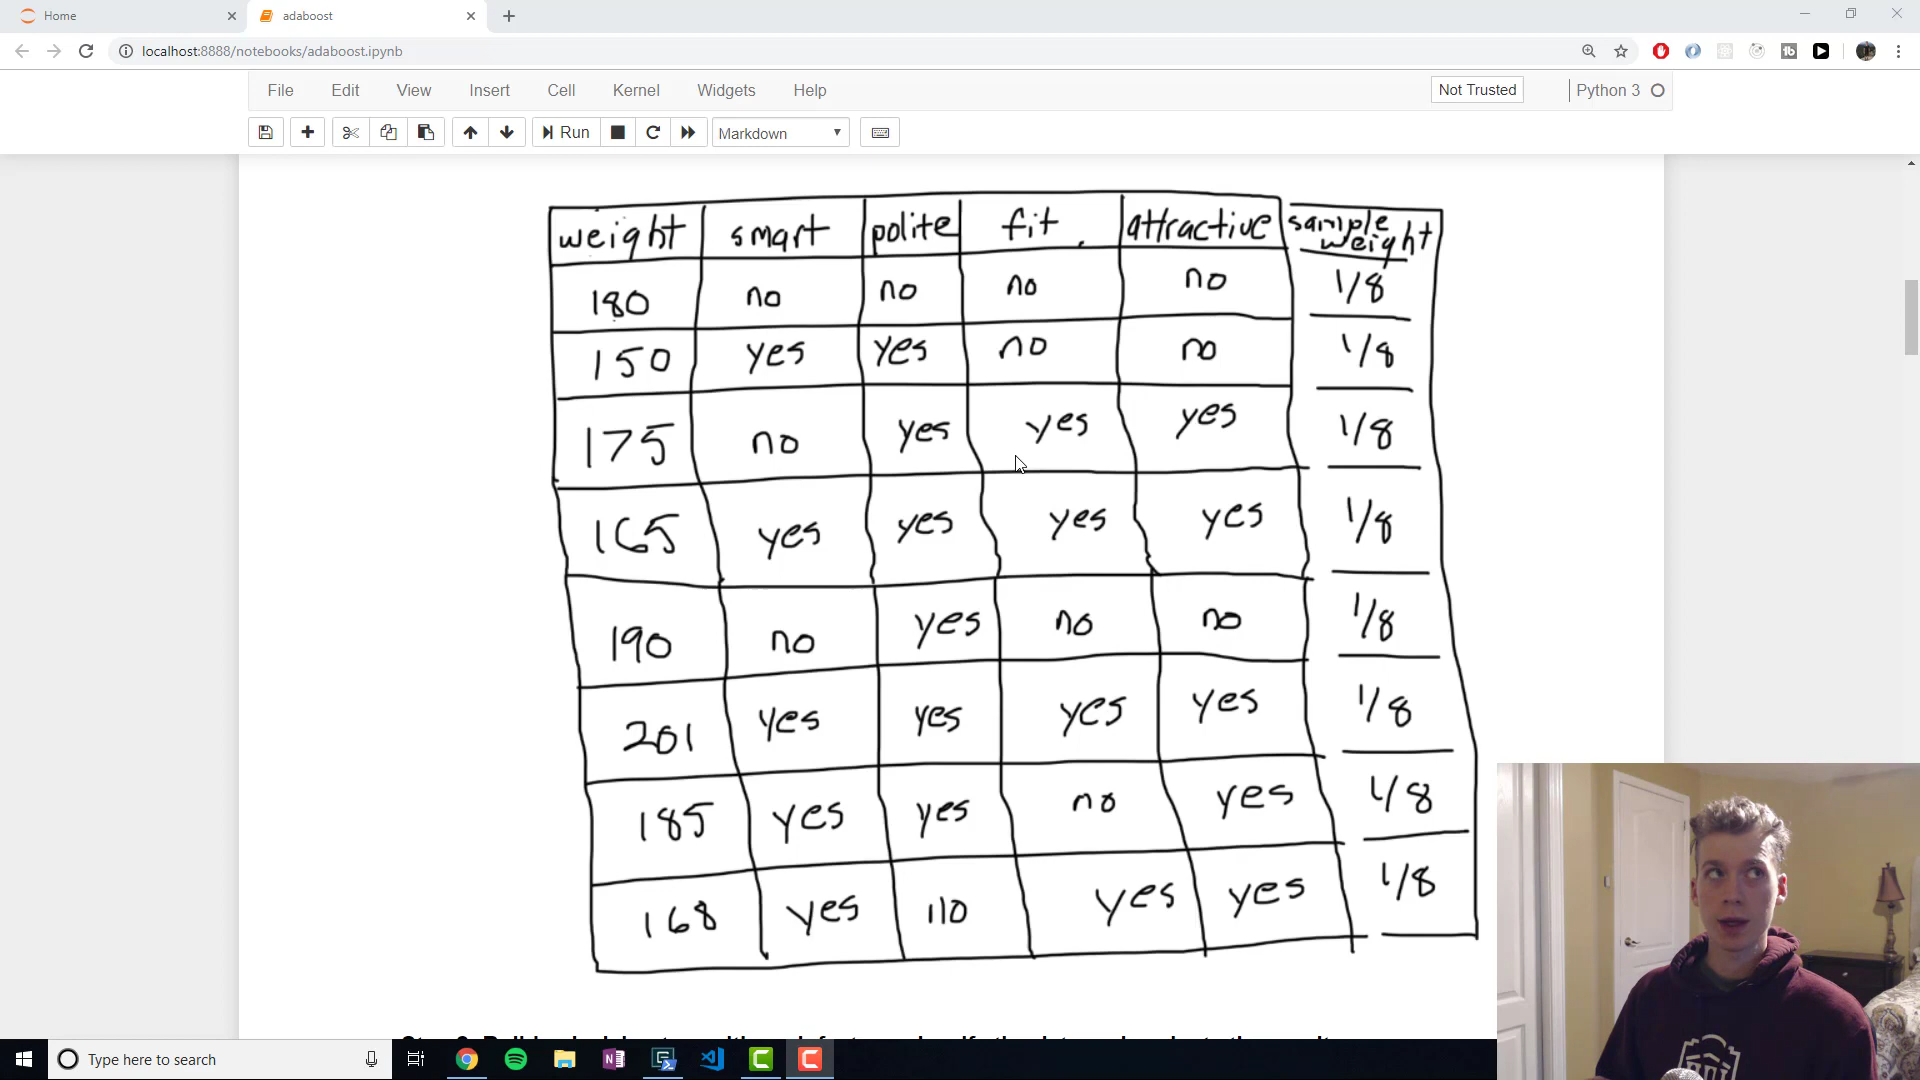 Home
adaboost
localhost:8888/notebooks/adaboost.ipynb
File Edit View Insert Cell Kernel Widgets Help
Not Trusted
Python 3
Run
Markdown
weight smart polite fit. attractive sample weight
180 no no no no 1/8
150 yes yes no no 1/8
175 no yes yes yes 1/8
165 yes yes yes yes 1/8
190 no yes no no 1/8
201 yes yes yes yes 1/8
185 yes yes no yes 1/8
168 yes no yes yes 1/8
Type here to search